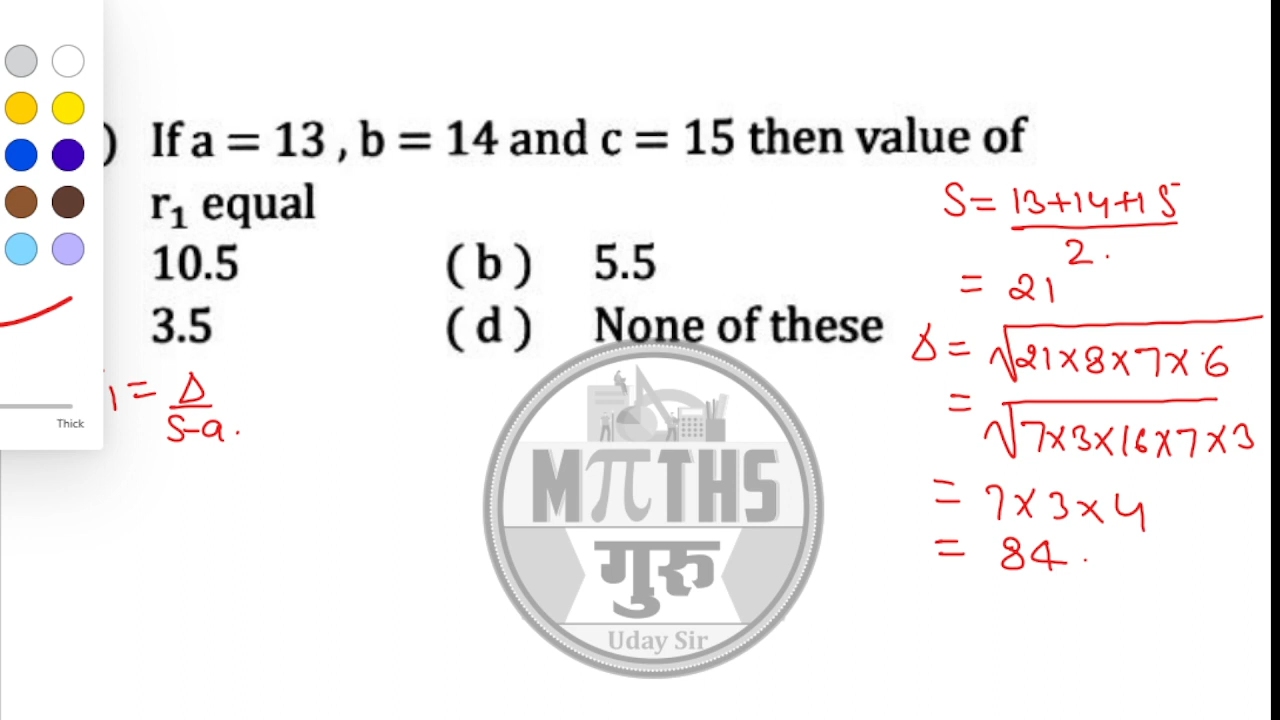 ) If a = 13 , b = 14 and c = 15 then value of
r₁ equal
10.5 ( b ) 5.5
3.5 ( d ) None of these
1 = Δ
S-a.
S = 13+14+15
2.
= 21
Δ = √21×8×7×6
= √7×3×16×7×3
= 7×3×4
= 84.
Thick
MπTHS
गुरु
Uday Sir